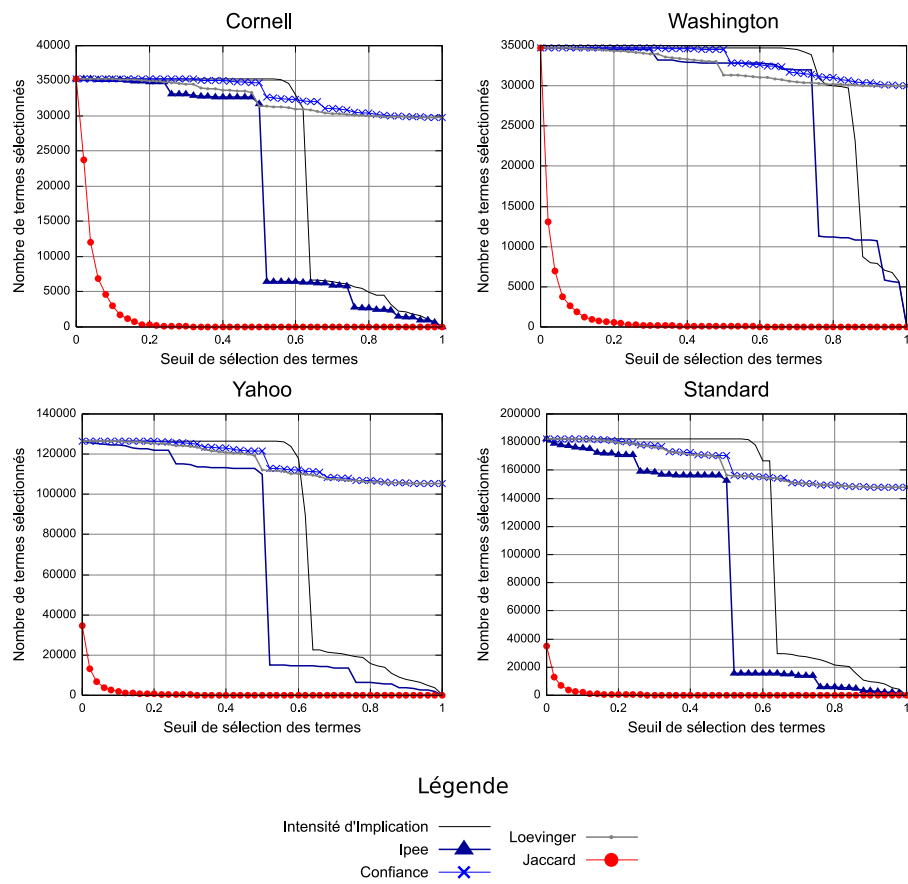 Cornell
Nombre de termes sélectionnés
40000
35000
30000
25000
20000
15000
10000
5000
0
0 0.2 0.4 0.6 0.8 1
Seuil de sélection des termes
Washington
Nombre de termes sélectionnés
35000
30000
25000
20000
15000
10000
5000
0
0 0.2 0.4 0.6 0.8 1
Seuil de sélection des termes
Yahoo
Nombre de termes sélectionnés
140000
120000
100000
80000
60000
40000
20000
0
0 0.2 0.4 0.6 0.8 1
Seuil de sélection des termes
Standard
Nombre de termes sélectionnés
200000
180000
160000
140000
120000
100000
80000
60000
40000
20000
0
0 0.2 0.4 0.6 0.8 1
Seuil de sélection des termes
Légende
Intensité d'Implication
Ipee
Confiance
Loevinger
Jaccard